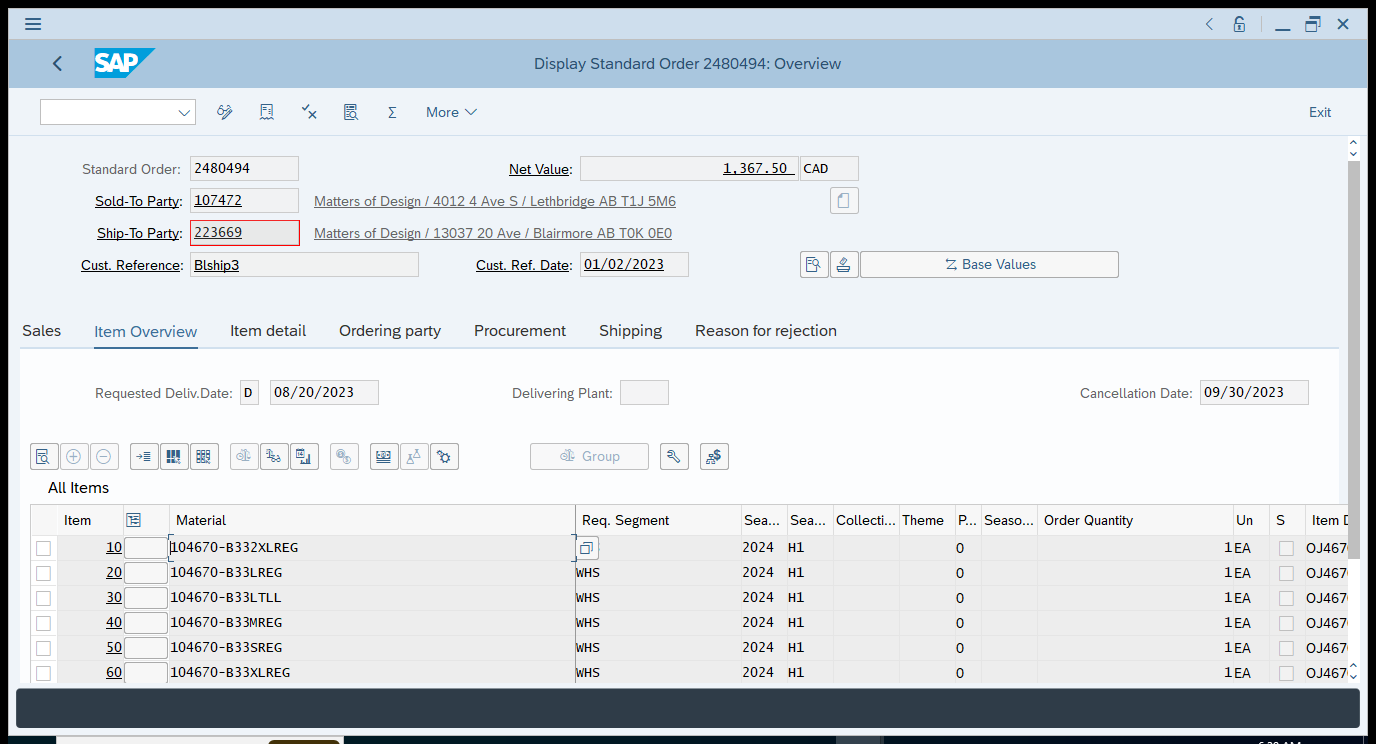 SAP
Display Standard Order 2480494: Overview
More
Exit
Standard Order: 2480494 Net Value: 1,367.50 CAD
Sold-To Party: 107472 Matters of Design / 4012 4 Ave S / Lethbridge AB T1J 5M6
Ship-To Party: 223669 Matters of Design / 13037 20 Ave / Blairmore AB T0K 0E0
Cust. Reference: Blship3 Cust. Ref. Date: 01/02/2023 Base Values
Sales Item Overview Item detail Ordering party Procurement Shipping Reason for rejection
Requested Deliv.Date: D 08/20/2023 Delivering Plant: Cancellation Date: 09/30/2023
Group
All Items
Item Material Req. Segment Sea... Sea... Collecti... Theme P... Seaso... Order Quantity Un S Item
10 104670-B332XLREG 2024 H1 0 1 EA OJ467
20 104670-B33LREG WHS 2024 H1 0 1 EA OJ467
30 104670-B33LTLL WHS 2024 H1 0 1 EA OJ467
40 104670-B33MREG WHS 2024 H1 0 1 EA OJ467
50 104670-B33SREG WHS 2024 H1 0 1 EA OJ467
60 104670-B33XLREG WHS 2024 H1 0 1 EA OJ467